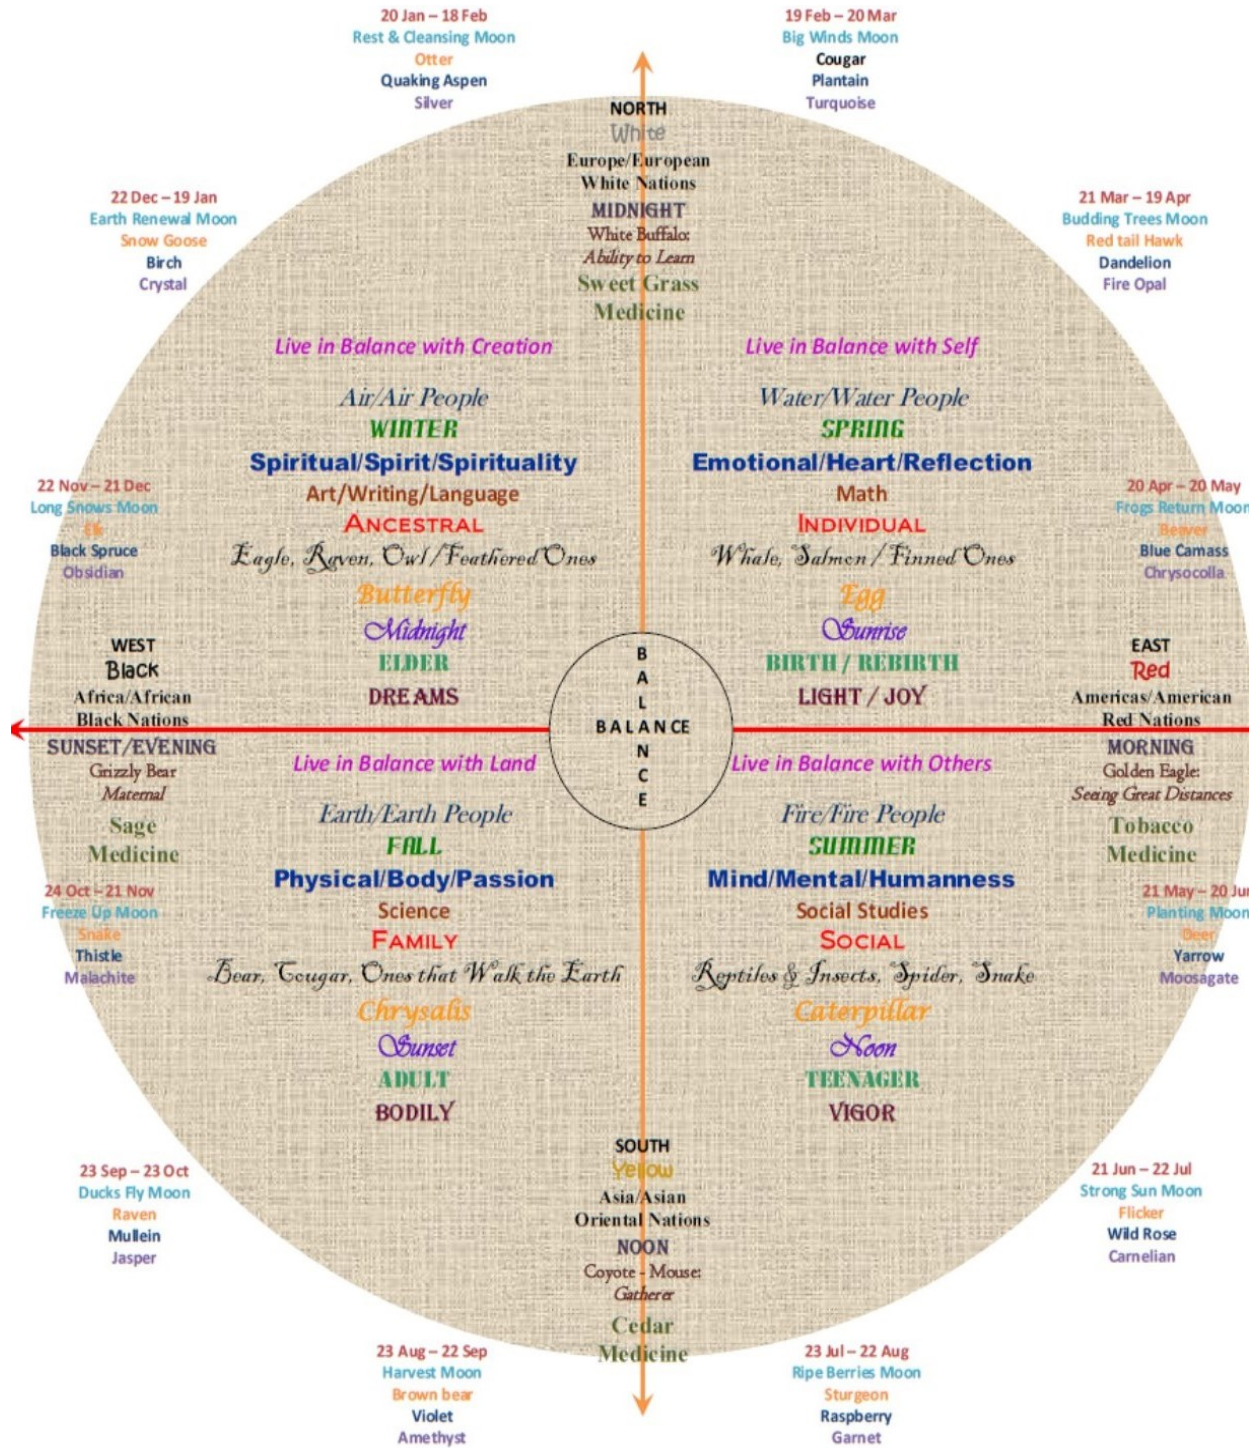 20 Jan – 18 Feb
Rest & Cleansing Moon
Otter
Quaking Aspen
Silver
19 Feb – 20 Mar
Big Winds Moon
Cougar
Plantain
Turquoise
NORTH
White
Europe/European
White Nations
MIDNIGHT
White Buffalo:
Ability to Learn
Sweet Grass
Medicine
22 Dec – 19 Jan
Earth Renewal Moon
Snow Goose
Birch
Crystal
21 Mar – 19 Apr
Budding Trees Moon
Red tail Hawk
Dandelion
Fire Opal
Live in Balance with Creation
Air/Air People
WINTER
Spiritual/Spirit/Spirituality
Art/Writing/Language
ANCESTRAL
Eagle, Raven, Owl/Feathered Ones
Butterfly
Midnight
ELDER
DREAMS
Live in Balance with Self
Water/Water People
SPRING
Emotional/Heart/Reflection
Math
INDIVIDUAL
Whale, Salmon/Finned Ones
Egg
Sunrise
BIRTH / REBIRTH
LIGHT / JOY
22 Nov – 21 Dec
Long Snows Moon
Elk
Black Spruce
Obsidian
20 Apr – 20 May
Frogs Return Moon
Beaver
Blue Camass
Chrysocolla
WEST
Black
Africa/African
Black Nations
SUNSET/EVENING
Grizzly Bear
Maternal
Sage
Medicine
BALANCE
BALANCE
EAST
Red
Americas/American
Red Nations
MORNING
Golden Eagle:
Seeing Great Distances
Tobacco
Medicine
Live in Balance with Land
Earth/Earth People
FALL
Physical/Body/Passion
Science
FAMILY
Bear, Cougar, Ones that Walk the Earth
Chrysalis
Sunset
ADULT
BODILY
Live in Balance with Others
Fire/Fire People
SUMMER
Mind/Mental/Humanness
Social Studies
SOCIAL
Reptiles & Insects, Spider, Snake
Caterpillar
Noon
TEENAGER
VIGOR
24 Oct – 21 Nov
Freeze Up Moon
Snake
Thistle
Malachite
21 May – 20 Jun
Planting Moon
Deer
Yarrow
Moosagate
SOUTH
Yellow
Asia/Asian
Oriental Nations
NOON
Coyote - Mouse:
Gatherer
Cedar
Medicine
23 Sep – 23 Oct
Ducks Fly Moon
Raven
Mullein
Jasper
21 Jun – 22 Jul
Strong Sun Moon
Flicker
Wild Rose
Carnelian
23 Aug – 22 Sep
Harvest Moon
Brown bear
Violet
Amethyst
23 Jul – 22 Aug
Ripe Berries Moon
Sturgeon
Raspberry
Garnet